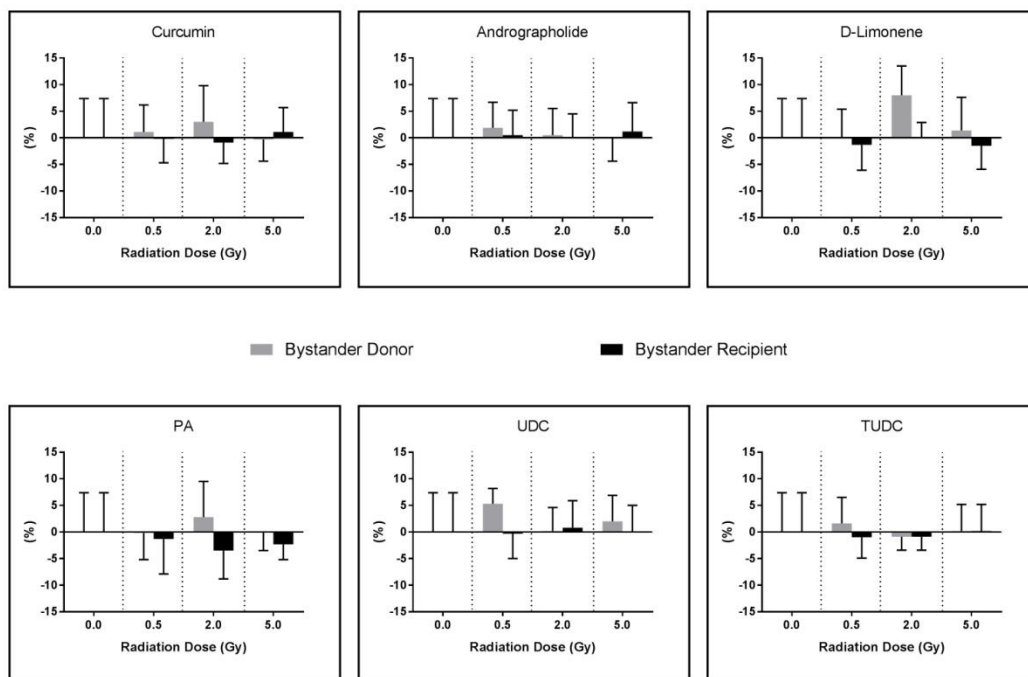 Curcumin
15
10
5
0
-5
-10
-15
(%)
0.0 0.5 2.0 5.0
Radiation Dose (Gy)
Andrographolide
15
10
5
0
-5
-10
-15
(%)
0.0 0.5 2.0 5.0
Radiation Dose (Gy)
D-Limonene
15
10
5
0
-5
-10
-15
(%)
0.0 0.5 2.0 5.0
Radiation Dose (Gy)
Bystander Donor
Bystander Recipient
PA
15
10
5
0
-5
-10
-15
(%)
0.0 0.5 2.0 5.0
Radiation Dose (Gy)
UDC
15
10
5
0
-5
-10
-15
(%)
0.0 0.5 2.0 5.0
Radiation Dose (Gy)
TUDC
15
10
5
0
-5
-10
-15
(%)
0.0 0.5 2.0 5.0
Radiation Dose (Gy)